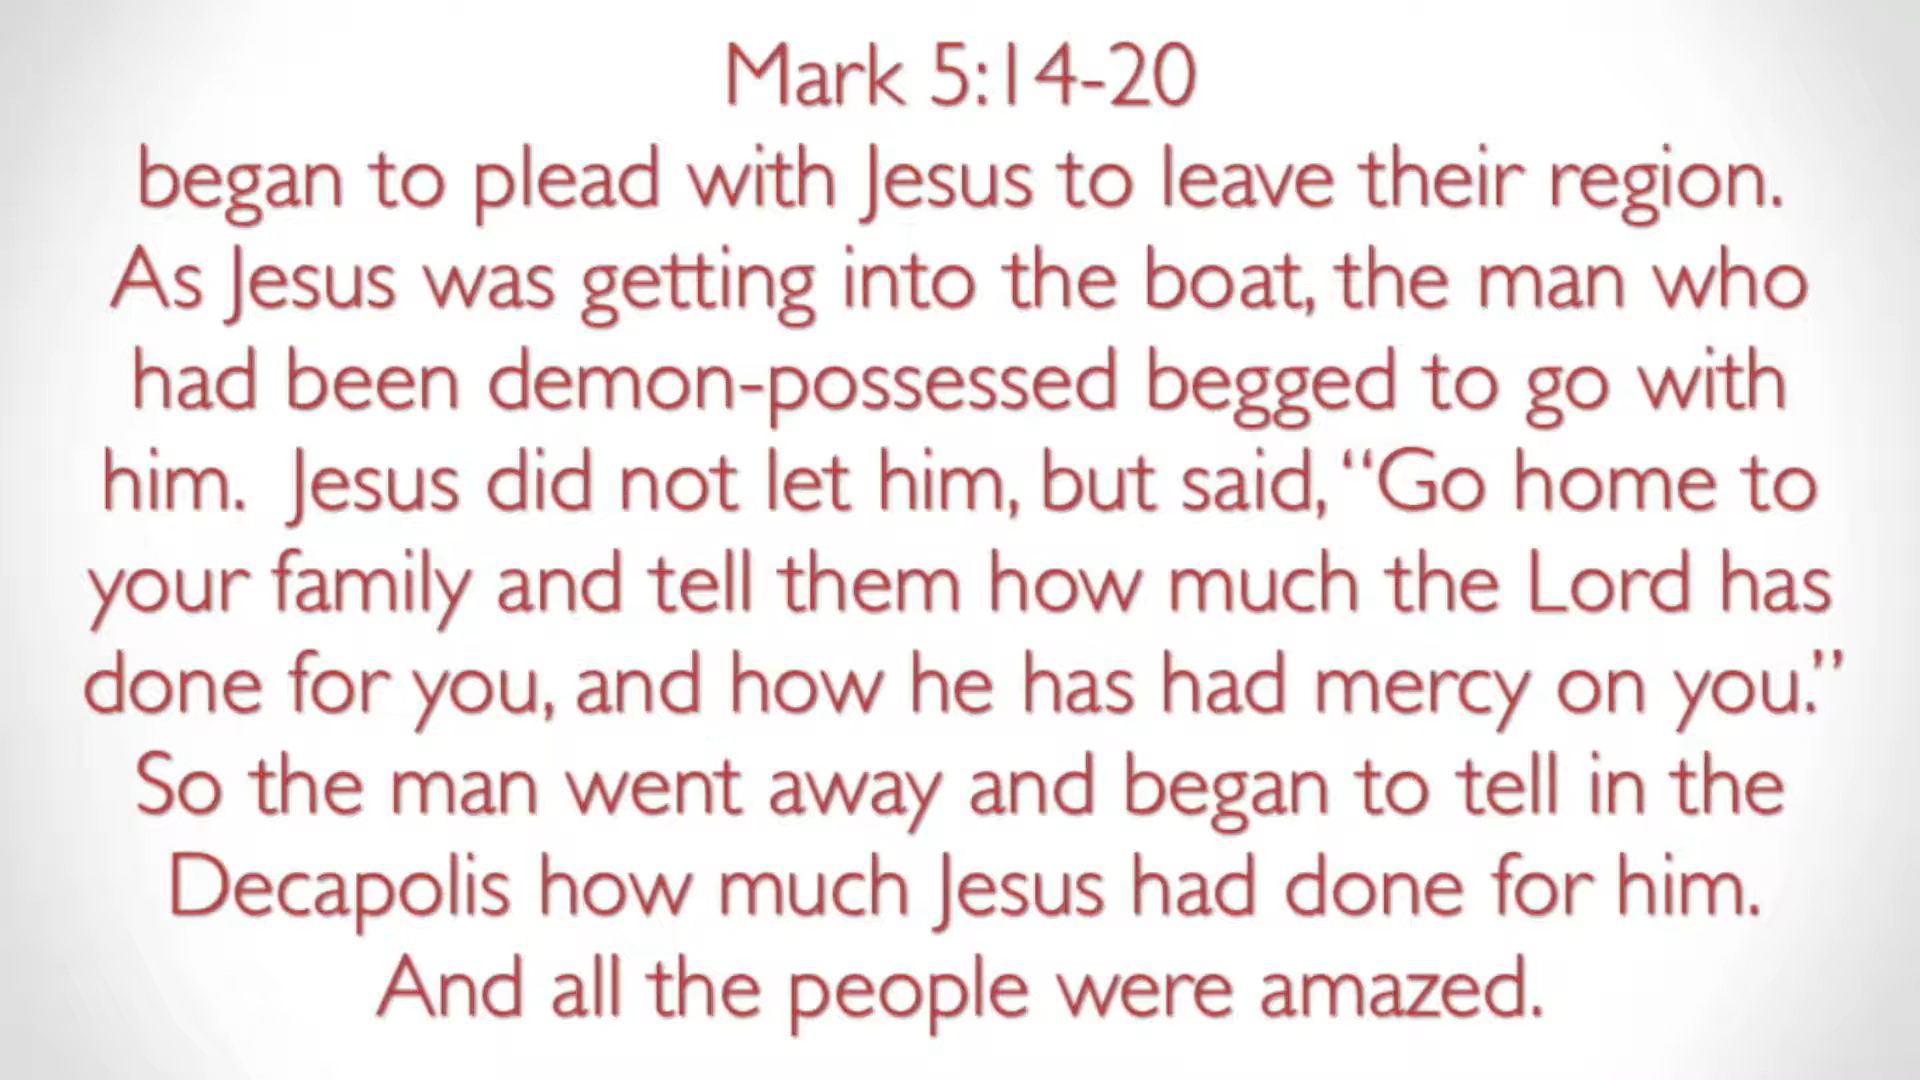 Mark 5:14-20
began to plead with Jesus to leave their region.
As Jesus was getting into the boat, the man who
had been demon-possessed begged to go with
him.  Jesus did not let him, but said, “Go home to
your family and tell them how much the Lord has
done for you, and how he has had mercy on you.”
So the man went away and began to tell in the
Decapolis how much Jesus had done for him.
And all the people were amazed.